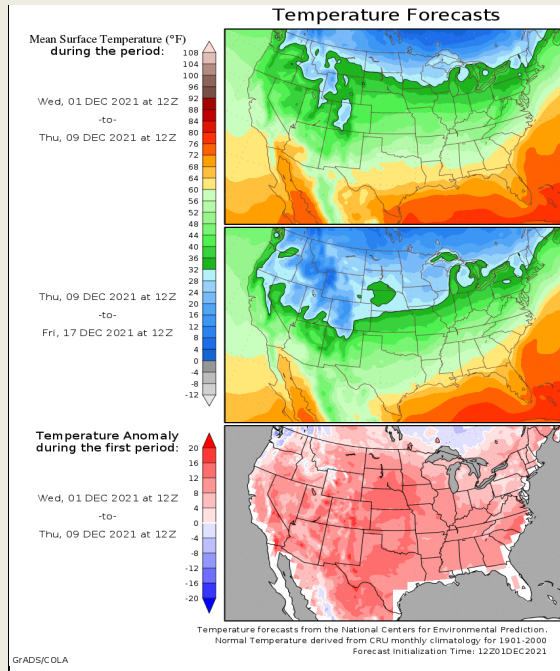 Temperature Forecasts
Mean Surface Temperature (°F)
during the period:
Wed, 01 DEC 2021 at 12Z
-to-
Thu, 09 DEC 2021 at 12Z
108
104
100
96
92
88
84
80
76
72
68
64
60
56
52
48
44
40
36
32
28
24
20
16
12
8
4
0
-4
-8
-12
Thu, 09 DEC 2021 at 12Z
-to-
Fri, 17 DEC 2021 at 12Z
Temperature Anomaly
during the first period:
Wed, 01 DEC 2021 at 12Z
-to-
Thu, 09 DEC 2021 at 12Z
20
16
12
8
4
0
-4
-8
-12
-16
-20
Temperature forecasts from the National Centers for Environmental Prediction.
Normal Temperature derived from CRU monthly climatology for 1901-2000
Forecast Initialization Time: 12Z01DEC2021
GrADS/COLA